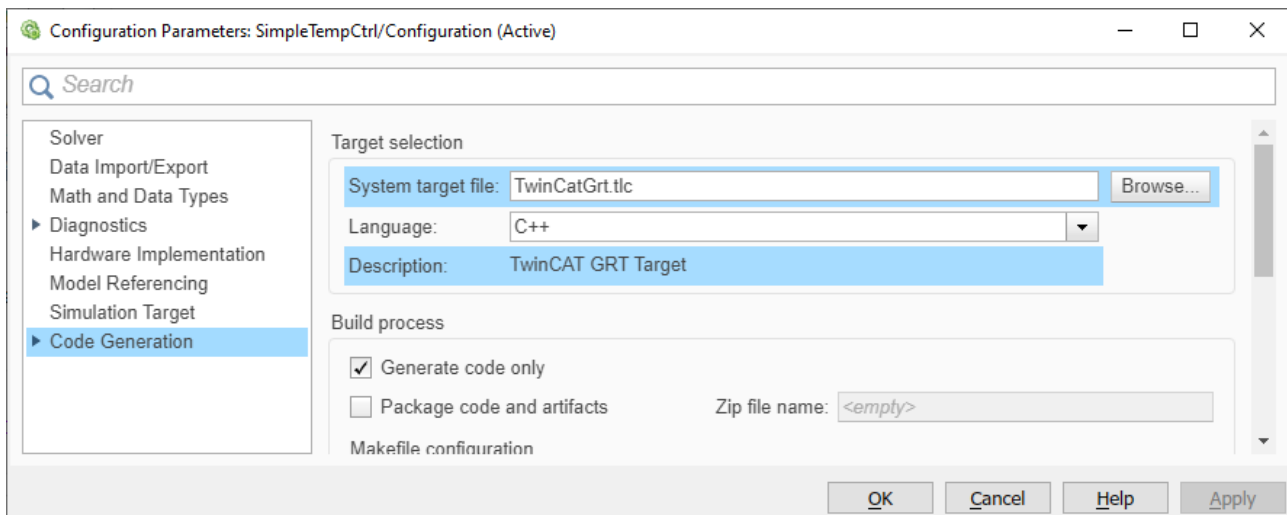 Configuration Parameters: SimpleTempCtrl/Configuration (Active)
Search
Solver
Data Import/Export
Math and Data Types
Diagnostics
Hardware Implementation
Model Referencing
Simulation Target
Code Generation
Target selection
System target file: TwinCatGrt.tlc Browse...
Language: C++
Description: TwinCAT GRT Target
Build process
Generate code only
Package code and artifacts Zip file name: <empty>
Makefile configuration
OK Cancel Help Apply